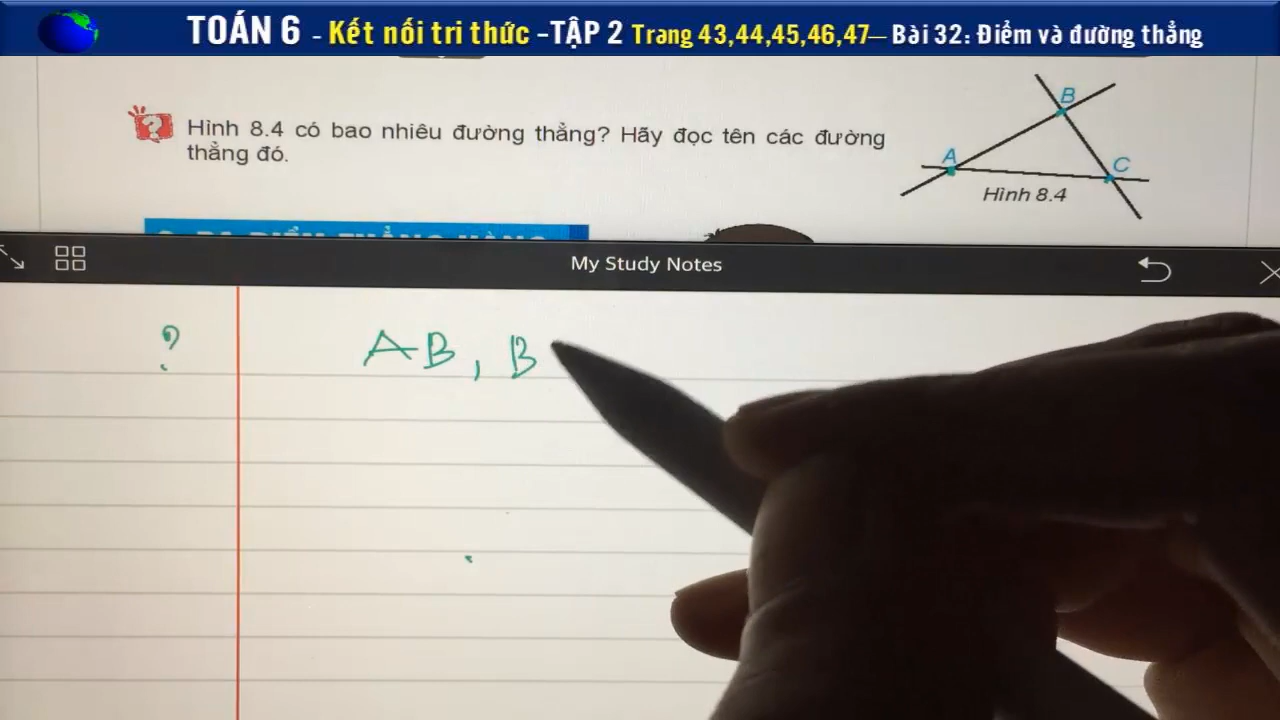 TOÁN 6 - Kết nối tri thức -TẬP 2 Trang 43,44,45,46,47– Bài 32: Điểm và đường thẳng
Hình 8.4 có bao nhiêu đường thẳng? Hãy đọc tên các đường
thẳng đó.
B
A
C
Hình 8.4
My Study Notes
? AB, B